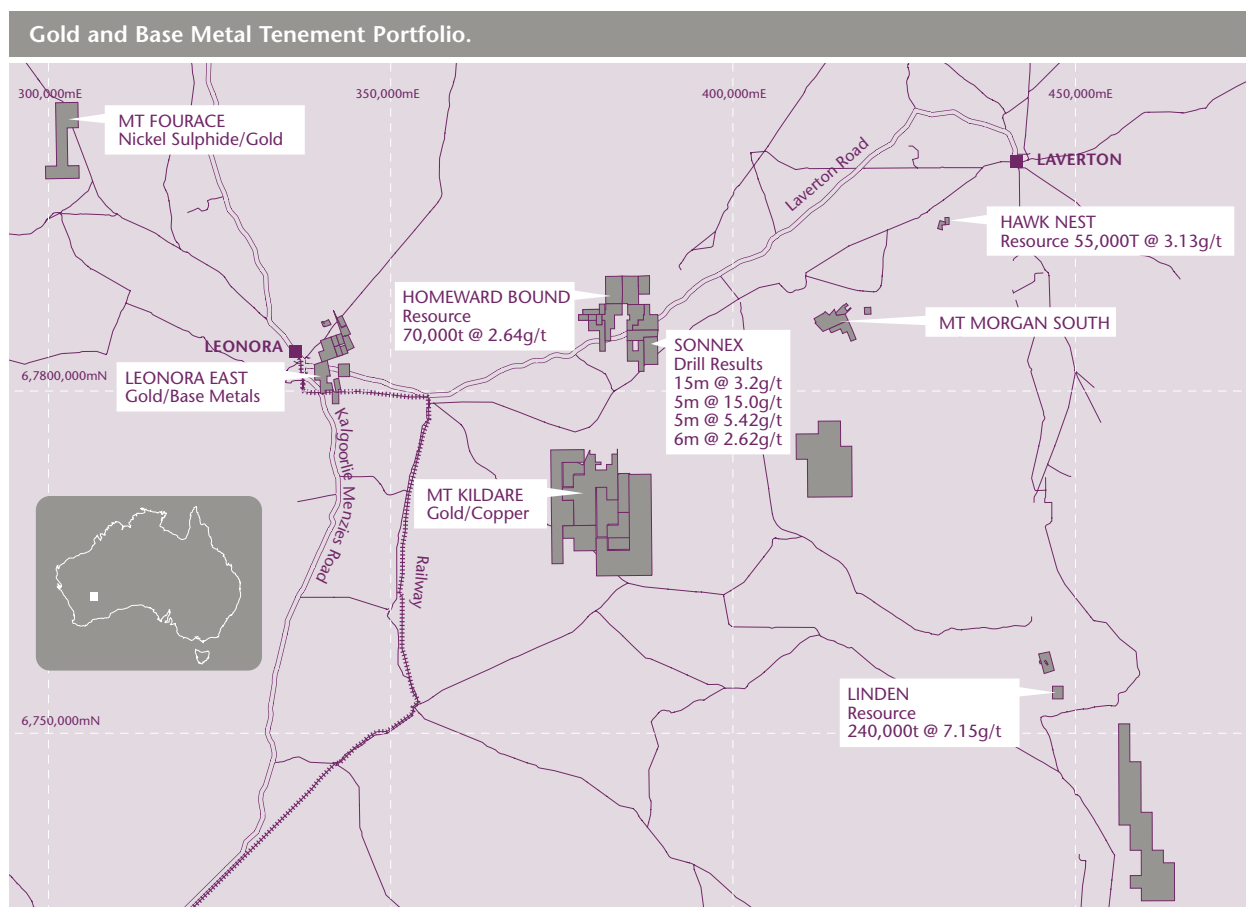 Gold and Base Metal Tenement Portfolio.
300,000mE
350,000mE
400,000mE
450,000mE
MT FOURACE
Nickel Sulphide/Gold
Laverton Road
LAVERTON
HAWK NEST
Resource 55,000T @ 3.13g/t
HOMEWARD BOUND
Resource
70,000t @ 2.64g/t
MT MORGAN SOUTH
SONNEX
Drill Results
15m @ 3.2g/t
5m @ 15.0g/t
5m @ 5.42g/t
6m @ 2.62g/t
LEONORA
6,7800,000mN
LEONORA EAST
Gold/Base Metals
Kalgoorlie Menzies Road
Railway
MT KILDARE
Gold/Copper
LINDEN
Resource
240,000t @ 7.15g/t
6,750,000mN